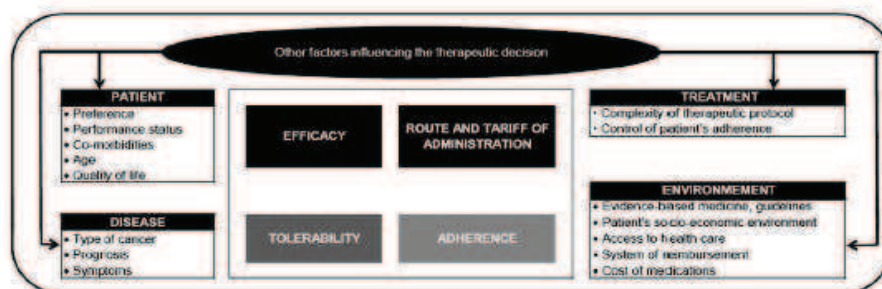 Other factors influencing the therapeutic decision
PATIENT
• Preference
• Performance status
• Co-morbidities
• Age
• Quality of life
DISEASE
• Type of cancer
• Prognosis
• Symptoms
EFFICACY
ROUTE AND TARIFF OF
ADMINISTRATION
TOLERABILITY
ADHERENCE
TREATMENT
• Complexity of therapeutic protocol
• Control of patient's adherence
ENVIRONMEMENT
• Evidence-based medicine, guidelines
• Patient's socio-economic environment
• Access to health care
• System of reimbursement
• Cost of medications